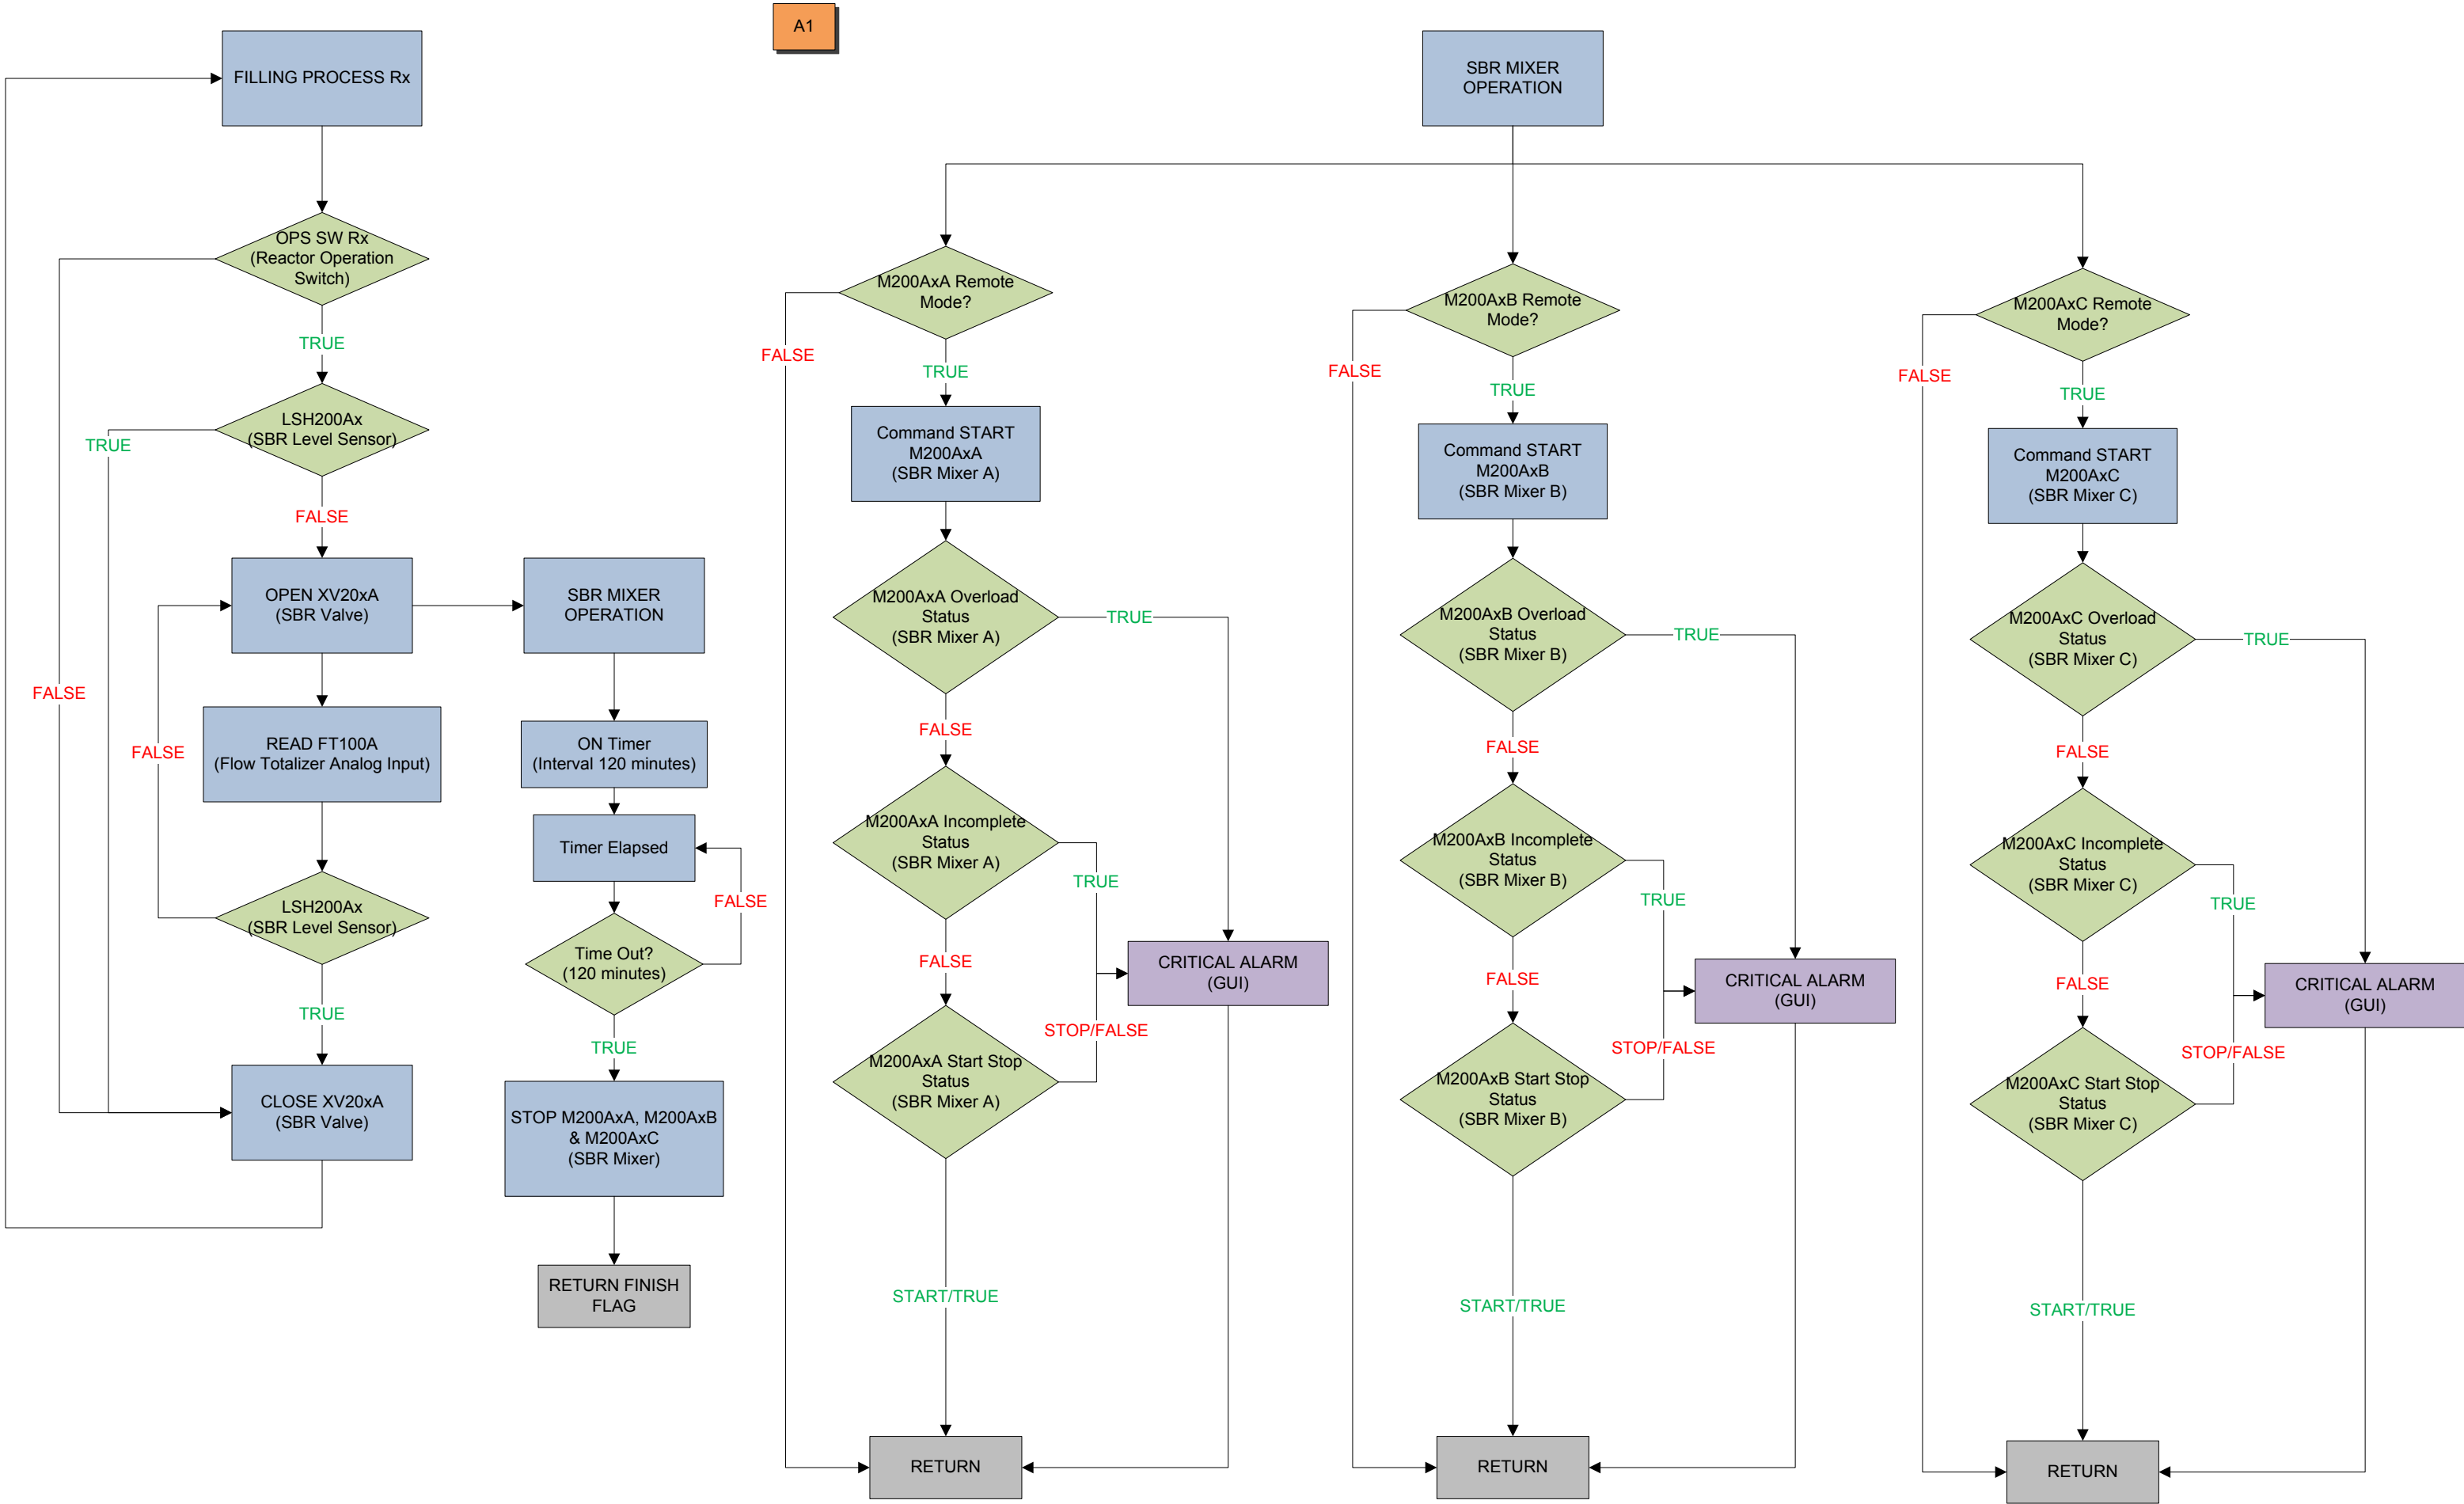 A1
FILLING PROCESS Rx
OPS SW Rx
(Reactor Operation
Switch)
TRUE
LSH200Ax
(SBR Level Sensor)
TRUE
FALSE
OPEN XV20xA
(SBR Valve)
FALSE
READ FT100A
(Flow Totalizer Analog Input)
FALSE
LSH200Ax
(SBR Level Sensor)
TRUE
CLOSE XV20xA
(SBR Valve)
SBR MIXER
OPERATION
ON Timer
(Interval 120 minutes)
Timer Elapsed
FALSE
Time Out?
(120 minutes)
TRUE
STOP M200AxA, M200AxB
& M200AxC
(SBR Mixer)
RETURN FINISH
FLAG
SBR MIXER
OPERATION
M200AxA Remote
Mode?
FALSE
TRUE
Command START
M200AxA
(SBR Mixer A)
M200AxA Overload
Status
(SBR Mixer A)
TRUE
FALSE
M200AxA Incomplete
Status
(SBR Mixer A)
TRUE
FALSE
CRITICAL ALARM
(GUI)
STOP/FALSE
M200AxA Start Stop
Status
(SBR Mixer A)
START/TRUE
RETURN
M200AxB Remote
Mode?
FALSE
TRUE
Command START
M200AxB
(SBR Mixer B)
M200AxB Overload
Status
(SBR Mixer B)
TRUE
FALSE
M200AxB Incomplete
Status
(SBR Mixer B)
TRUE
FALSE
CRITICAL ALARM
(GUI)
STOP/FALSE
M200AxB Start Stop
Status
(SBR Mixer B)
START/TRUE
RETURN
M200AxC Remote
Mode?
FALSE
TRUE
Command START
M200AxC
(SBR Mixer C)
M200AxC Overload
Status
(SBR Mixer C)
TRUE
FALSE
M200AxC Incomplete
Status
(SBR Mixer C)
TRUE
FALSE
CRITICAL ALARM
(GUI)
STOP/FALSE
M200AxC Start Stop
Status
(SBR Mixer C)
START/TRUE
RETURN